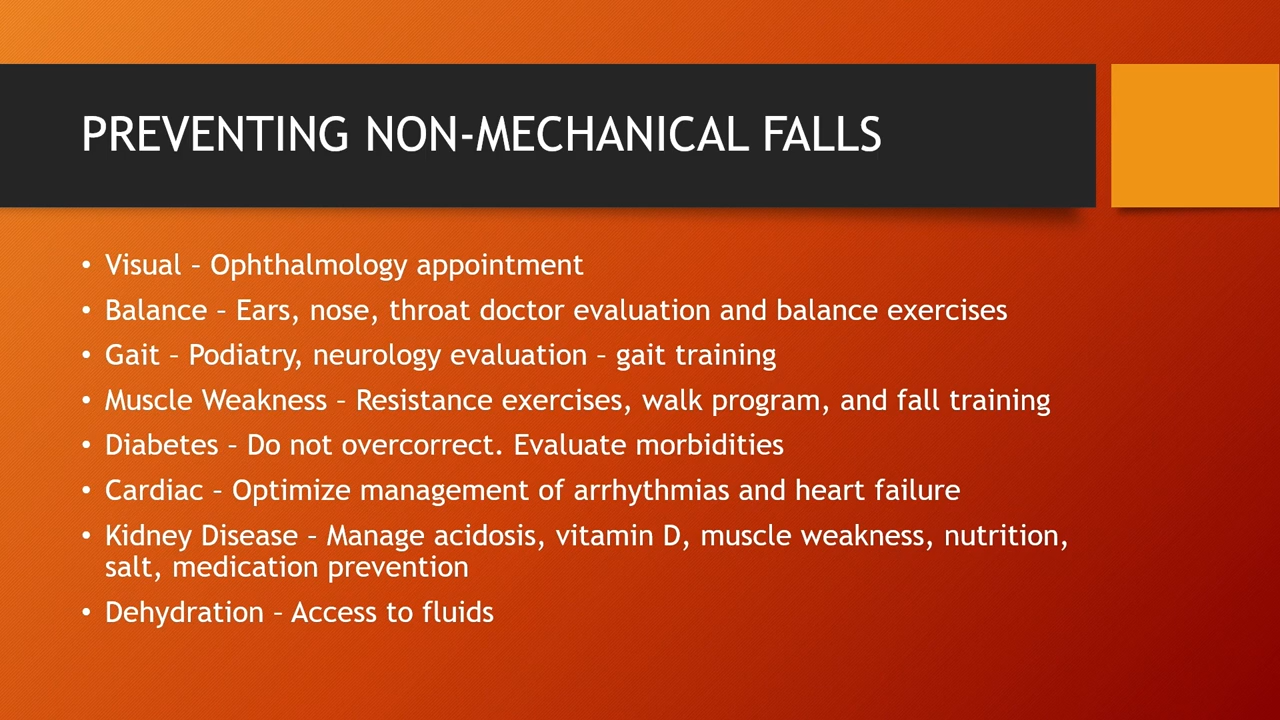 PREVENTING NON-MECHANICAL FALLS
• Visual – Ophthalmology appointment
• Balance – Ears, nose, throat doctor evaluation and balance exercises
• Gait – Podiatry, neurology evaluation – gait training
• Muscle Weakness – Resistance exercises, walk program, and fall training
• Diabetes – Do not overcorrect. Evaluate morbidities
• Cardiac – Optimize management of arrhythmias and heart failure
• Kidney Disease – Manage acidosis, vitamin D, muscle weakness, nutrition,
salt, medication prevention
• Dehydration – Access to fluids